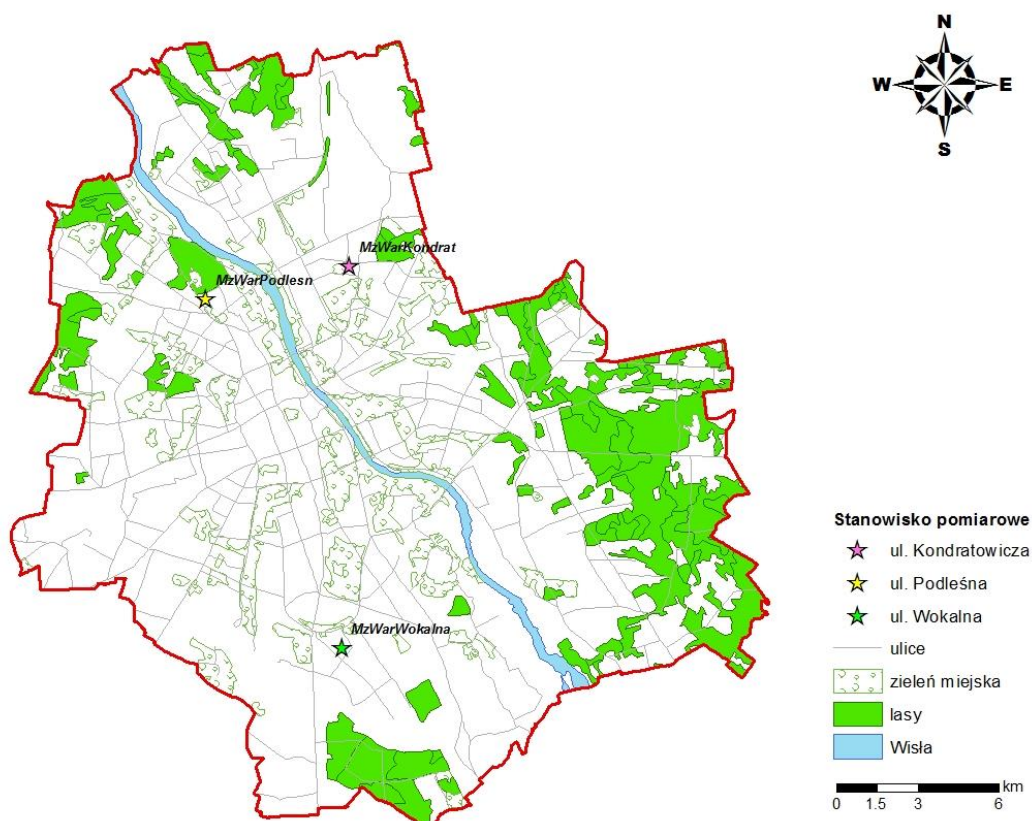 N
W
E
S
MzWarKondrat
MzWarPodlesn
MzWarWokalna
Stanowisko pomiarowe
ul. Kondratowicza
ul. Podleśna
ul. Wokalna
ulice
zieleń miejska
lasy
Wisła
km
0 1.5 3 6